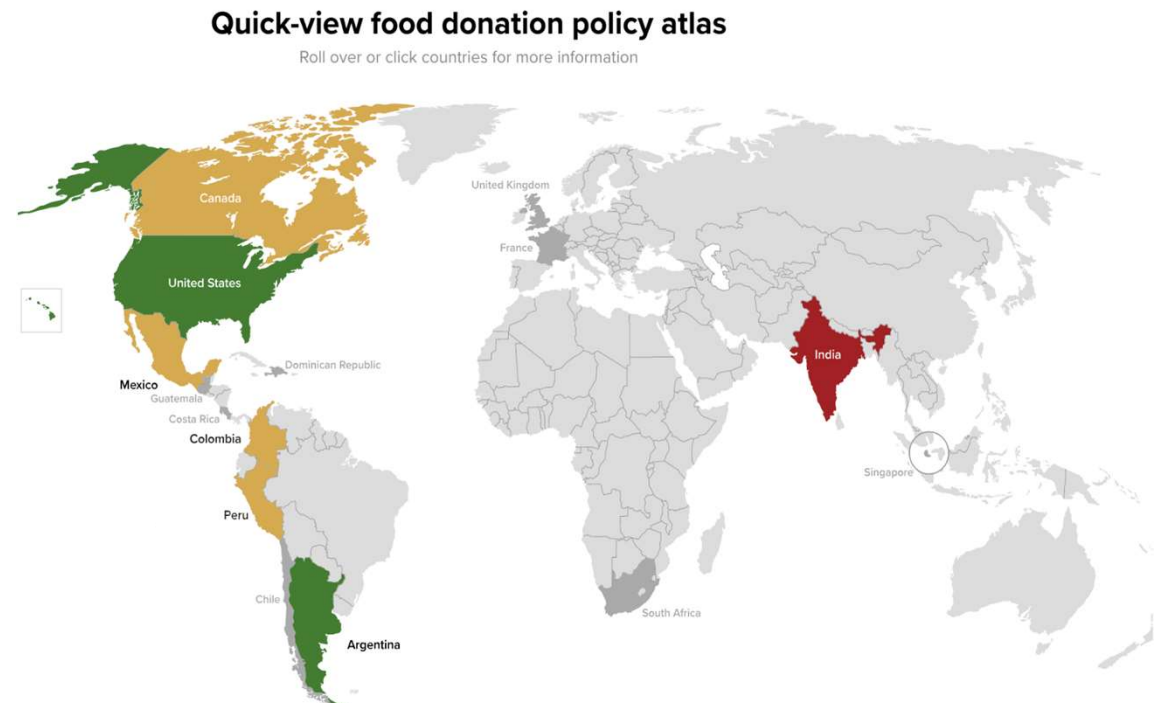 Quick-view food donation policy atlas
Roll over or click countries for more information
Canada
United Kingdom
France
United States
India
Dominican Republic
Mexico
Guatemala
Costa Rica
Colombia
Singapore
Peru
Chile
South Africa
Argentina